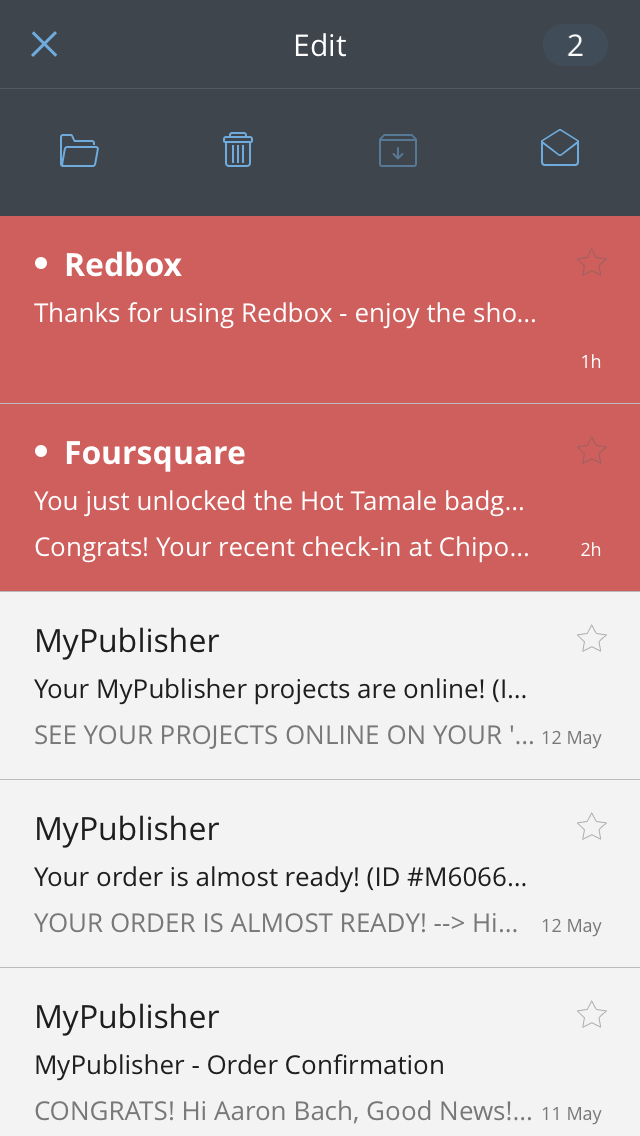 Edit
2
Redbox
Thanks for using Redbox - enjoy the sho...
1h
Foursquare
You just unlocked the Hot Tamale badg...
Congrats! Your recent check-in at Chipo...
2h
MyPublisher
Your MyPublisher projects are online! (I...
SEE YOUR PROJECTS ONLINE ON YOUR '...
12 May
MyPublisher
Your order is almost ready! (ID #M6066...
YOUR ORDER IS ALMOST READY! --> Hi...
12 May
MyPublisher
MyPublisher - Order Confirmation
CONGRATS! Hi Aaron Bach, Good News!...
11 May